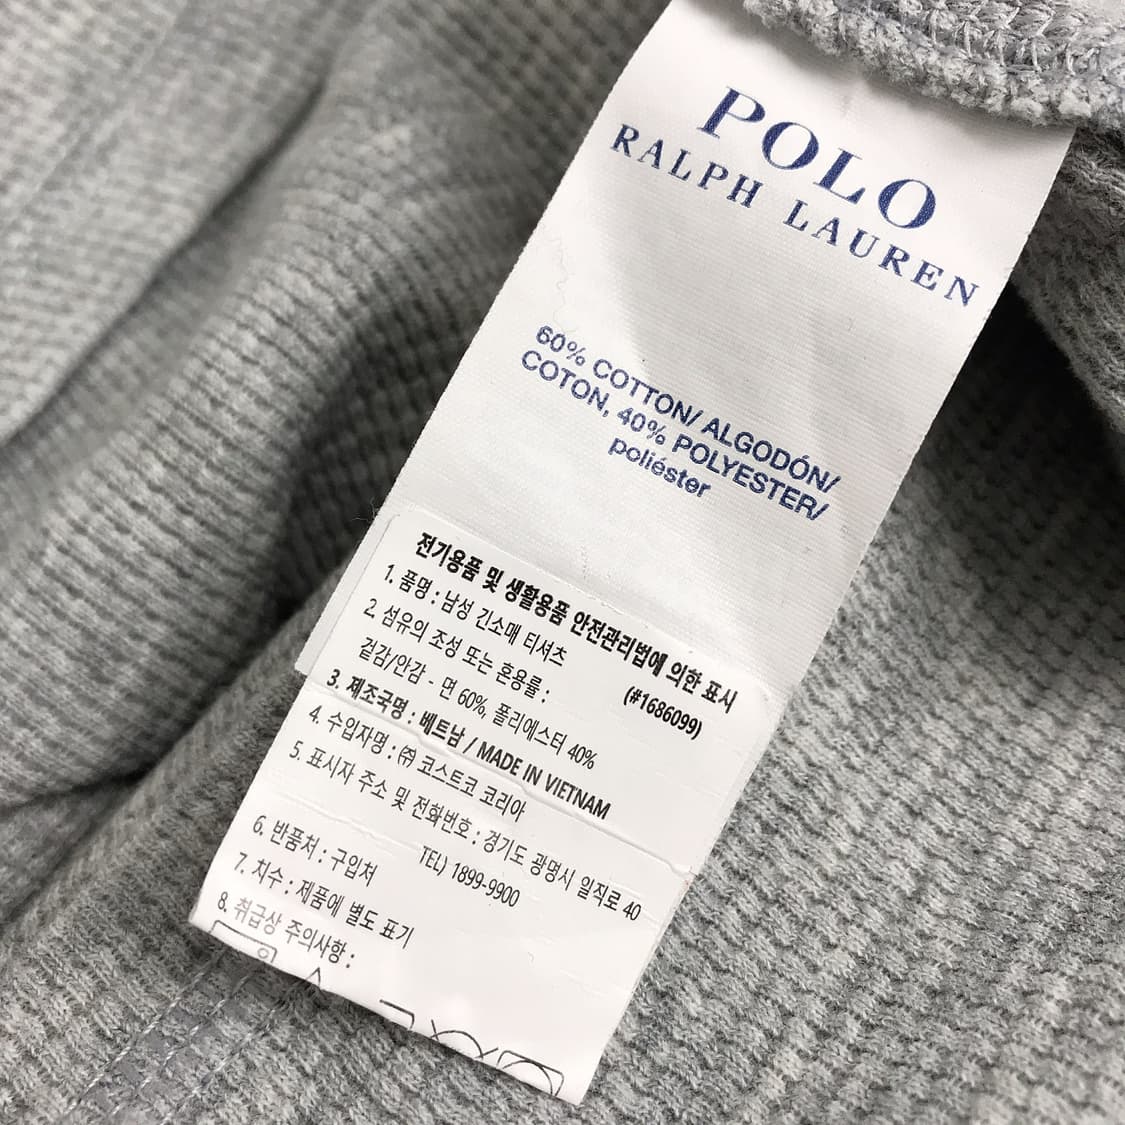 POLO
RALPH LAUREN
60% COTTON/ ALGODÓN/
COTON, 40% POLYESTER/
poliéster
전기용품 및 생활용품 안전관리법에 의한 표시
1. 품명 : 남성 긴소매 티셔츠
(#1686099)
2. 섬유의 조성 또는 혼용률 :
겉감/안감 - 면 60%, 폴리에스터 40%
3. 제조국명 : 베트남 / MADE IN VIETNAM
4. 수입자명 : ㈜ 코스트코 코리아
5. 표시자 주소 및 전화번호 : 경기도 광명시 일직로 40
TEL) 1899-9900
6. 반품처 : 구입처
7. 치수 : 제품에 별도 표기
8. 취급상 주의사항 :